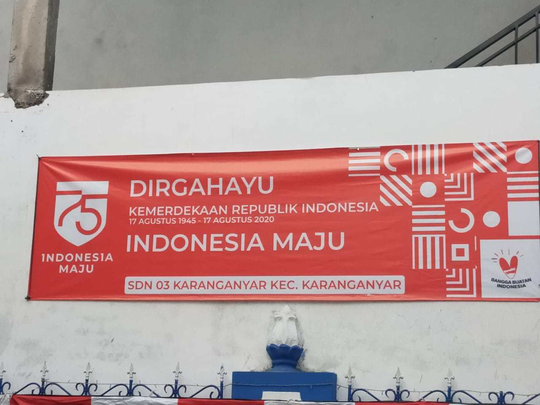 DIRGAHAYU
KEMERDEKAAN REPUBLIK INDONESIA
17 AGUSTUS 1945 - 17 AGUSTUS 2020
INDONESIA MAJU
SDN 03 KARANGANYAR KEC. KARANGANYAR
75
INDONESIA
MAJU
BANGGA BUATAN
INDONESIA